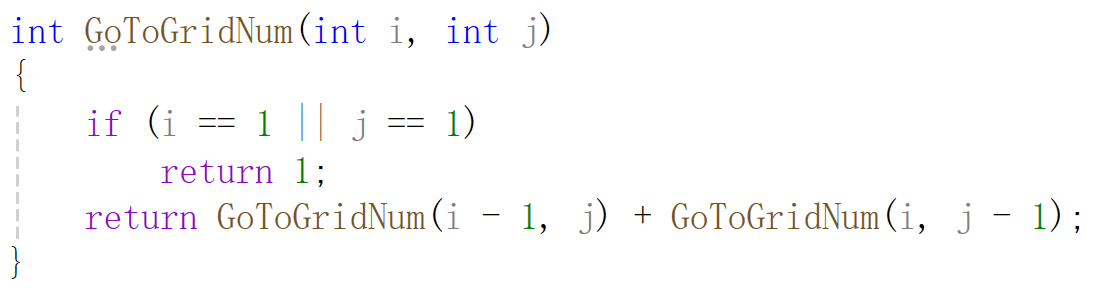 int GoToGridNum(int i, int j)
{
if (i == 1 || j == 1)
return 1;
return GoToGridNum(i - 1, j) + GoToGridNum(i, j - 1);
}